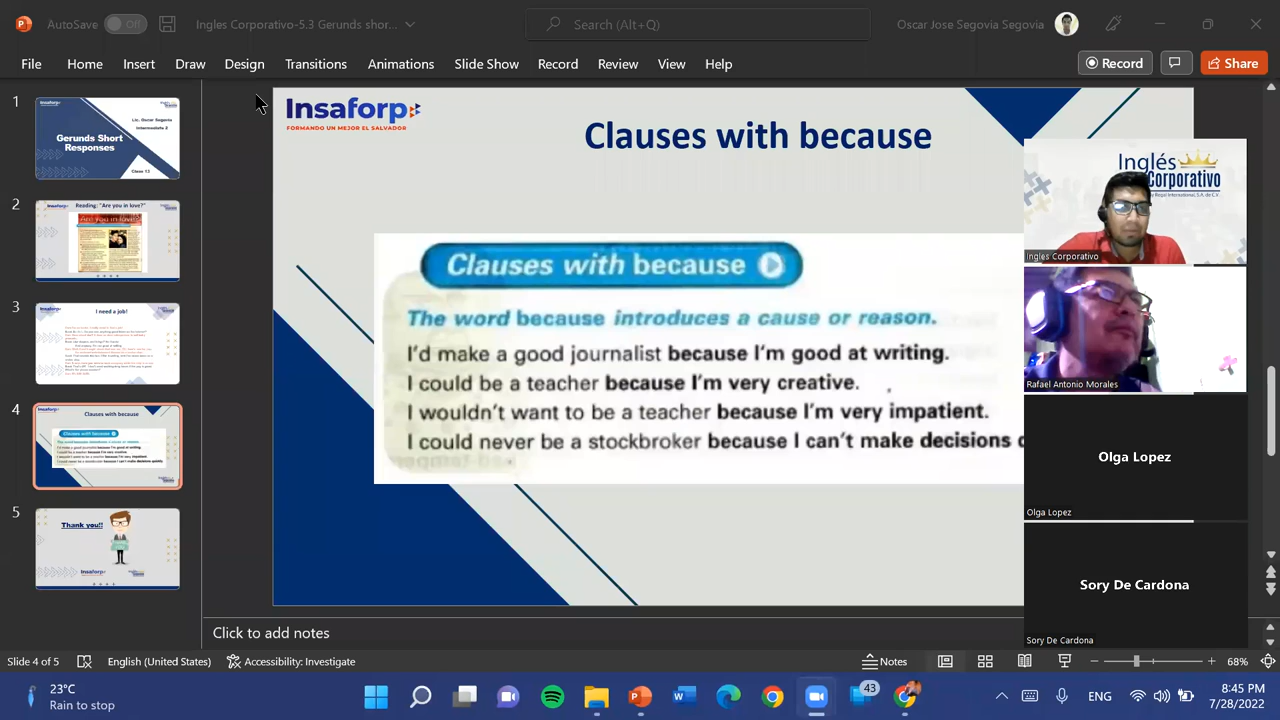 AutoSave Off Ingles Corporativo-5.3 Gerunds shor... Search (Alt+Q) Oscar Jose Segovia Segovia
File Home Insert Draw Design Transitions Animations Slide Show Record Review View Help Record Share
1
Gerunds Short
Responses
Lic. Oscar Segovia
Intermediate 2
Class 13
2
Reading: "Are you in love?"
3
I need a job!
4
Clauses with because
5
Thank you!!
Insaforp
FORMANDO UN MEJOR EL SALVADOR
Clauses with because
Clauses with because
The word because introduces a cause or reason.
I'd make a good journalist because I'm good at writing.
I could be a teacher because I'm very creative.
I wouldn't want to be a teacher because I'm very impatient.
I could never be a stockbroker because I can't make decisions
Inglés
Corporativo
Ingles Corporativo
Rafael Antonio Morales
Olga Lopez
Olga Lopez
Sory De Cardona
Sory De Cardona
Click to add notes
Slide 4 of 5 English (United States) Accessibility: Investigate Notes 68%
23°C
Rain to stop
43
ENG
8:45 PM
7/28/2022